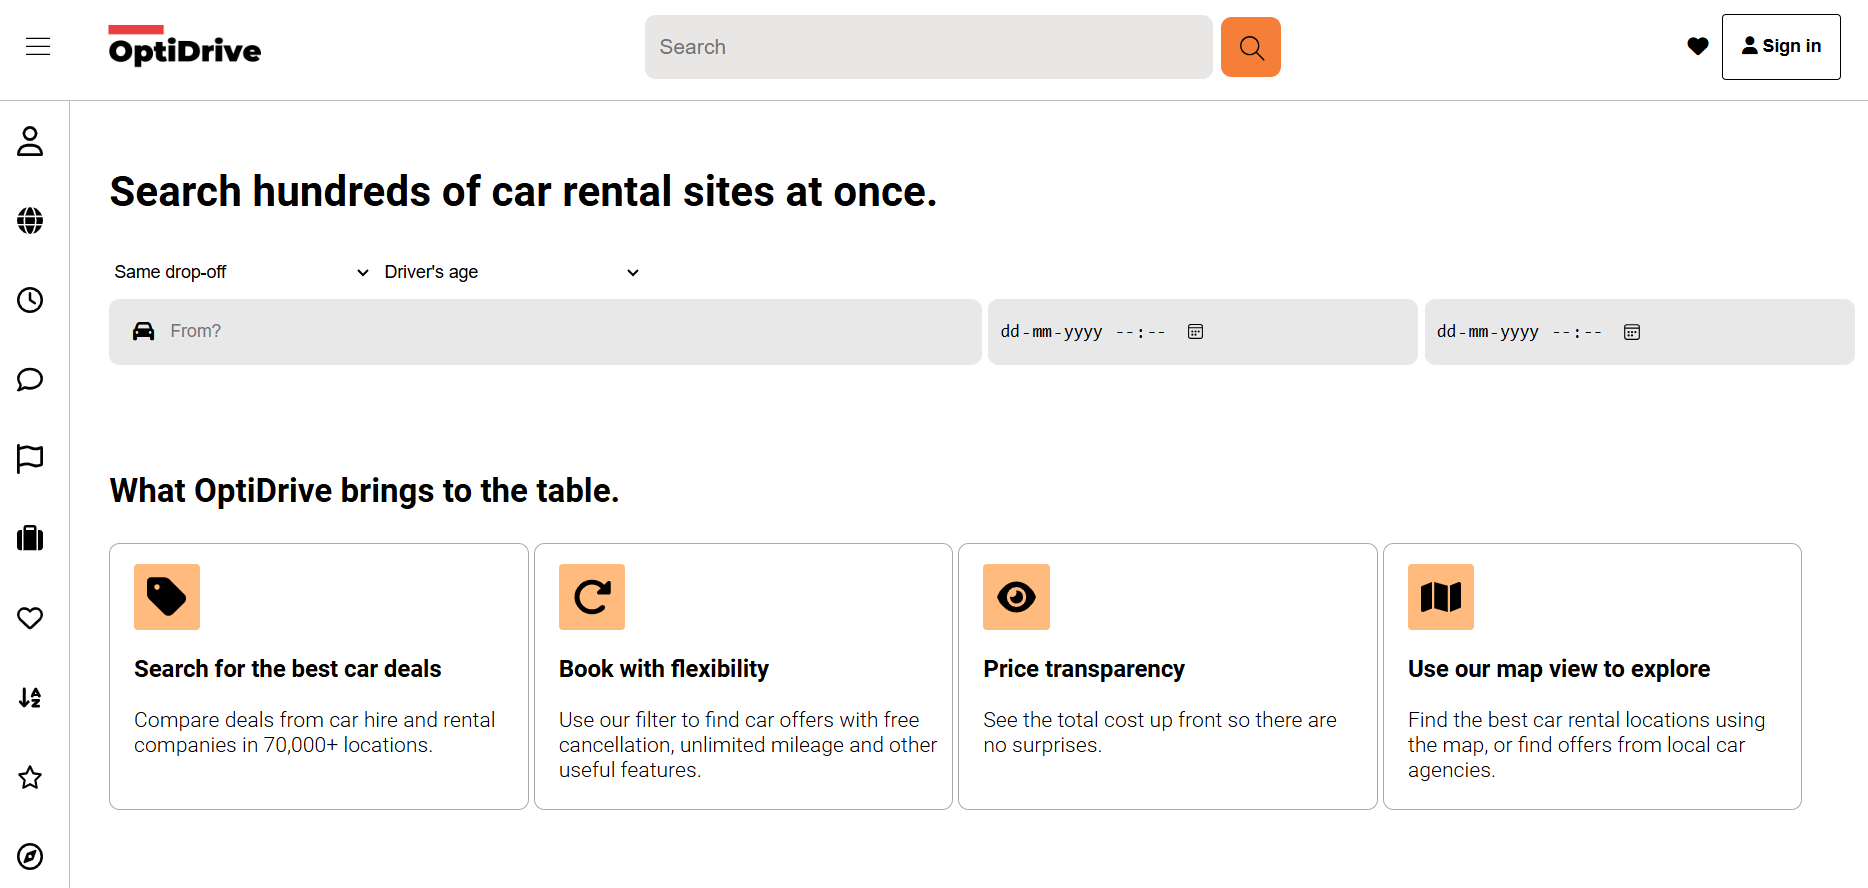 OptiDrive
Search
Sign in
Search hundreds of car rental sites at once.
Same drop-off
Driver's age
From?
dd-mm-yyyy --:--
dd-mm-yyyy --:--
What OptiDrive brings to the table.
Search for the best car deals
Compare deals from car hire and rental
companies in 70,000+ locations.
Book with flexibility
Use our filter to find car offers with free
cancellation, unlimited mileage and other
useful features.
Price transparency
See the total cost up front so there are
no surprises.
Use our map view to explore
Find the best car rental locations using
the map, or find offers from local car
agencies.